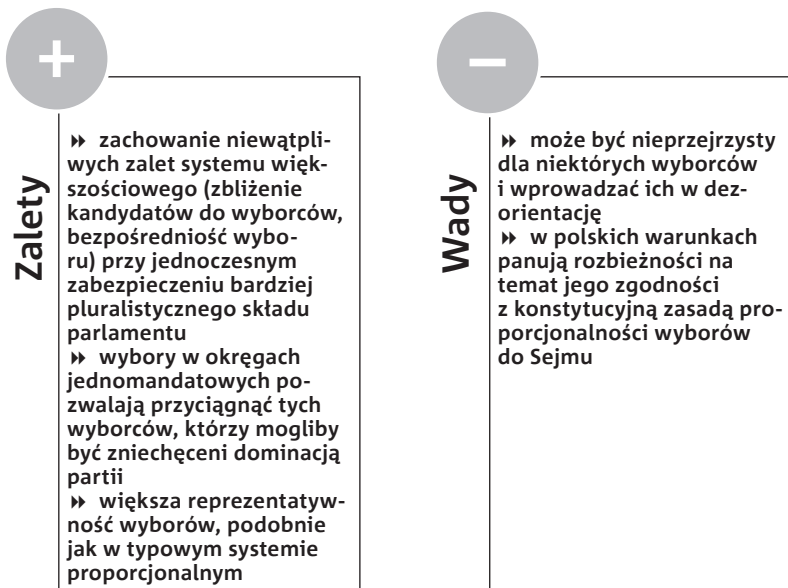 +
Zalety
» zachowanie niewątpli-
wych zalet systemu więk-
szościowego (zbliżenie
kandydatów do wyborców,
bezpośredniość wybo-
ru) przy jednoczesnym
zabezpieczeniu bardziej
pluralistycznego składu
parlamentu
» wybory w okręgach
jednomandatowych po-
zwalają przyciągnąć tych
wyborców, którzy mogliby
być zniechęceni dominacją
partii
» większa reprezentatyw-
ność wyborów, podobnie
jak w typowym systemie
proporcjonalnym
–
Wady
» może być nieprzejrzysty
dla niektórych wyborców
i wprowadzać ich w dez-
orientację
» w polskich warunkach
panują rozbieżności na
temat jego zgodności
z konstytucyjną zasadą pro-
porcjonalności wyborów
do Sejmu